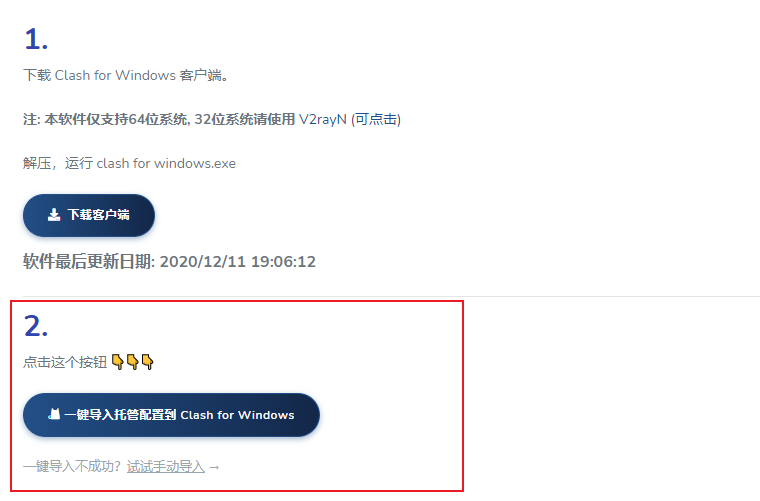 1.
下载 Clash for Windows 客户端。
注: 本软件仅支持64位系统, 32位系统请使用 V2rayN (可点击)
解压，运行 clash for windows.exe
下载客户端
软件最后更新日期: 2020/12/11 19:06:12
2.
点击这个按钮 👇👇👇
一键导入托管配置到 Clash for Windows
一键导入不成功？试试手动导入 →